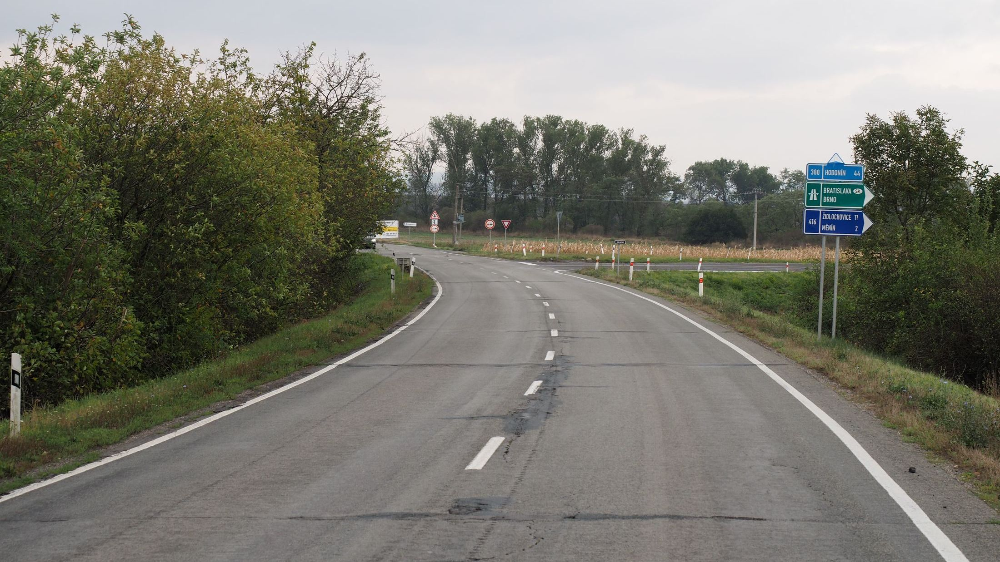 380 HODONÍN 44
BRATISLAVA SK
BRNO
416 ŽIDLOCHOVICE 11
MĚNÍN 2